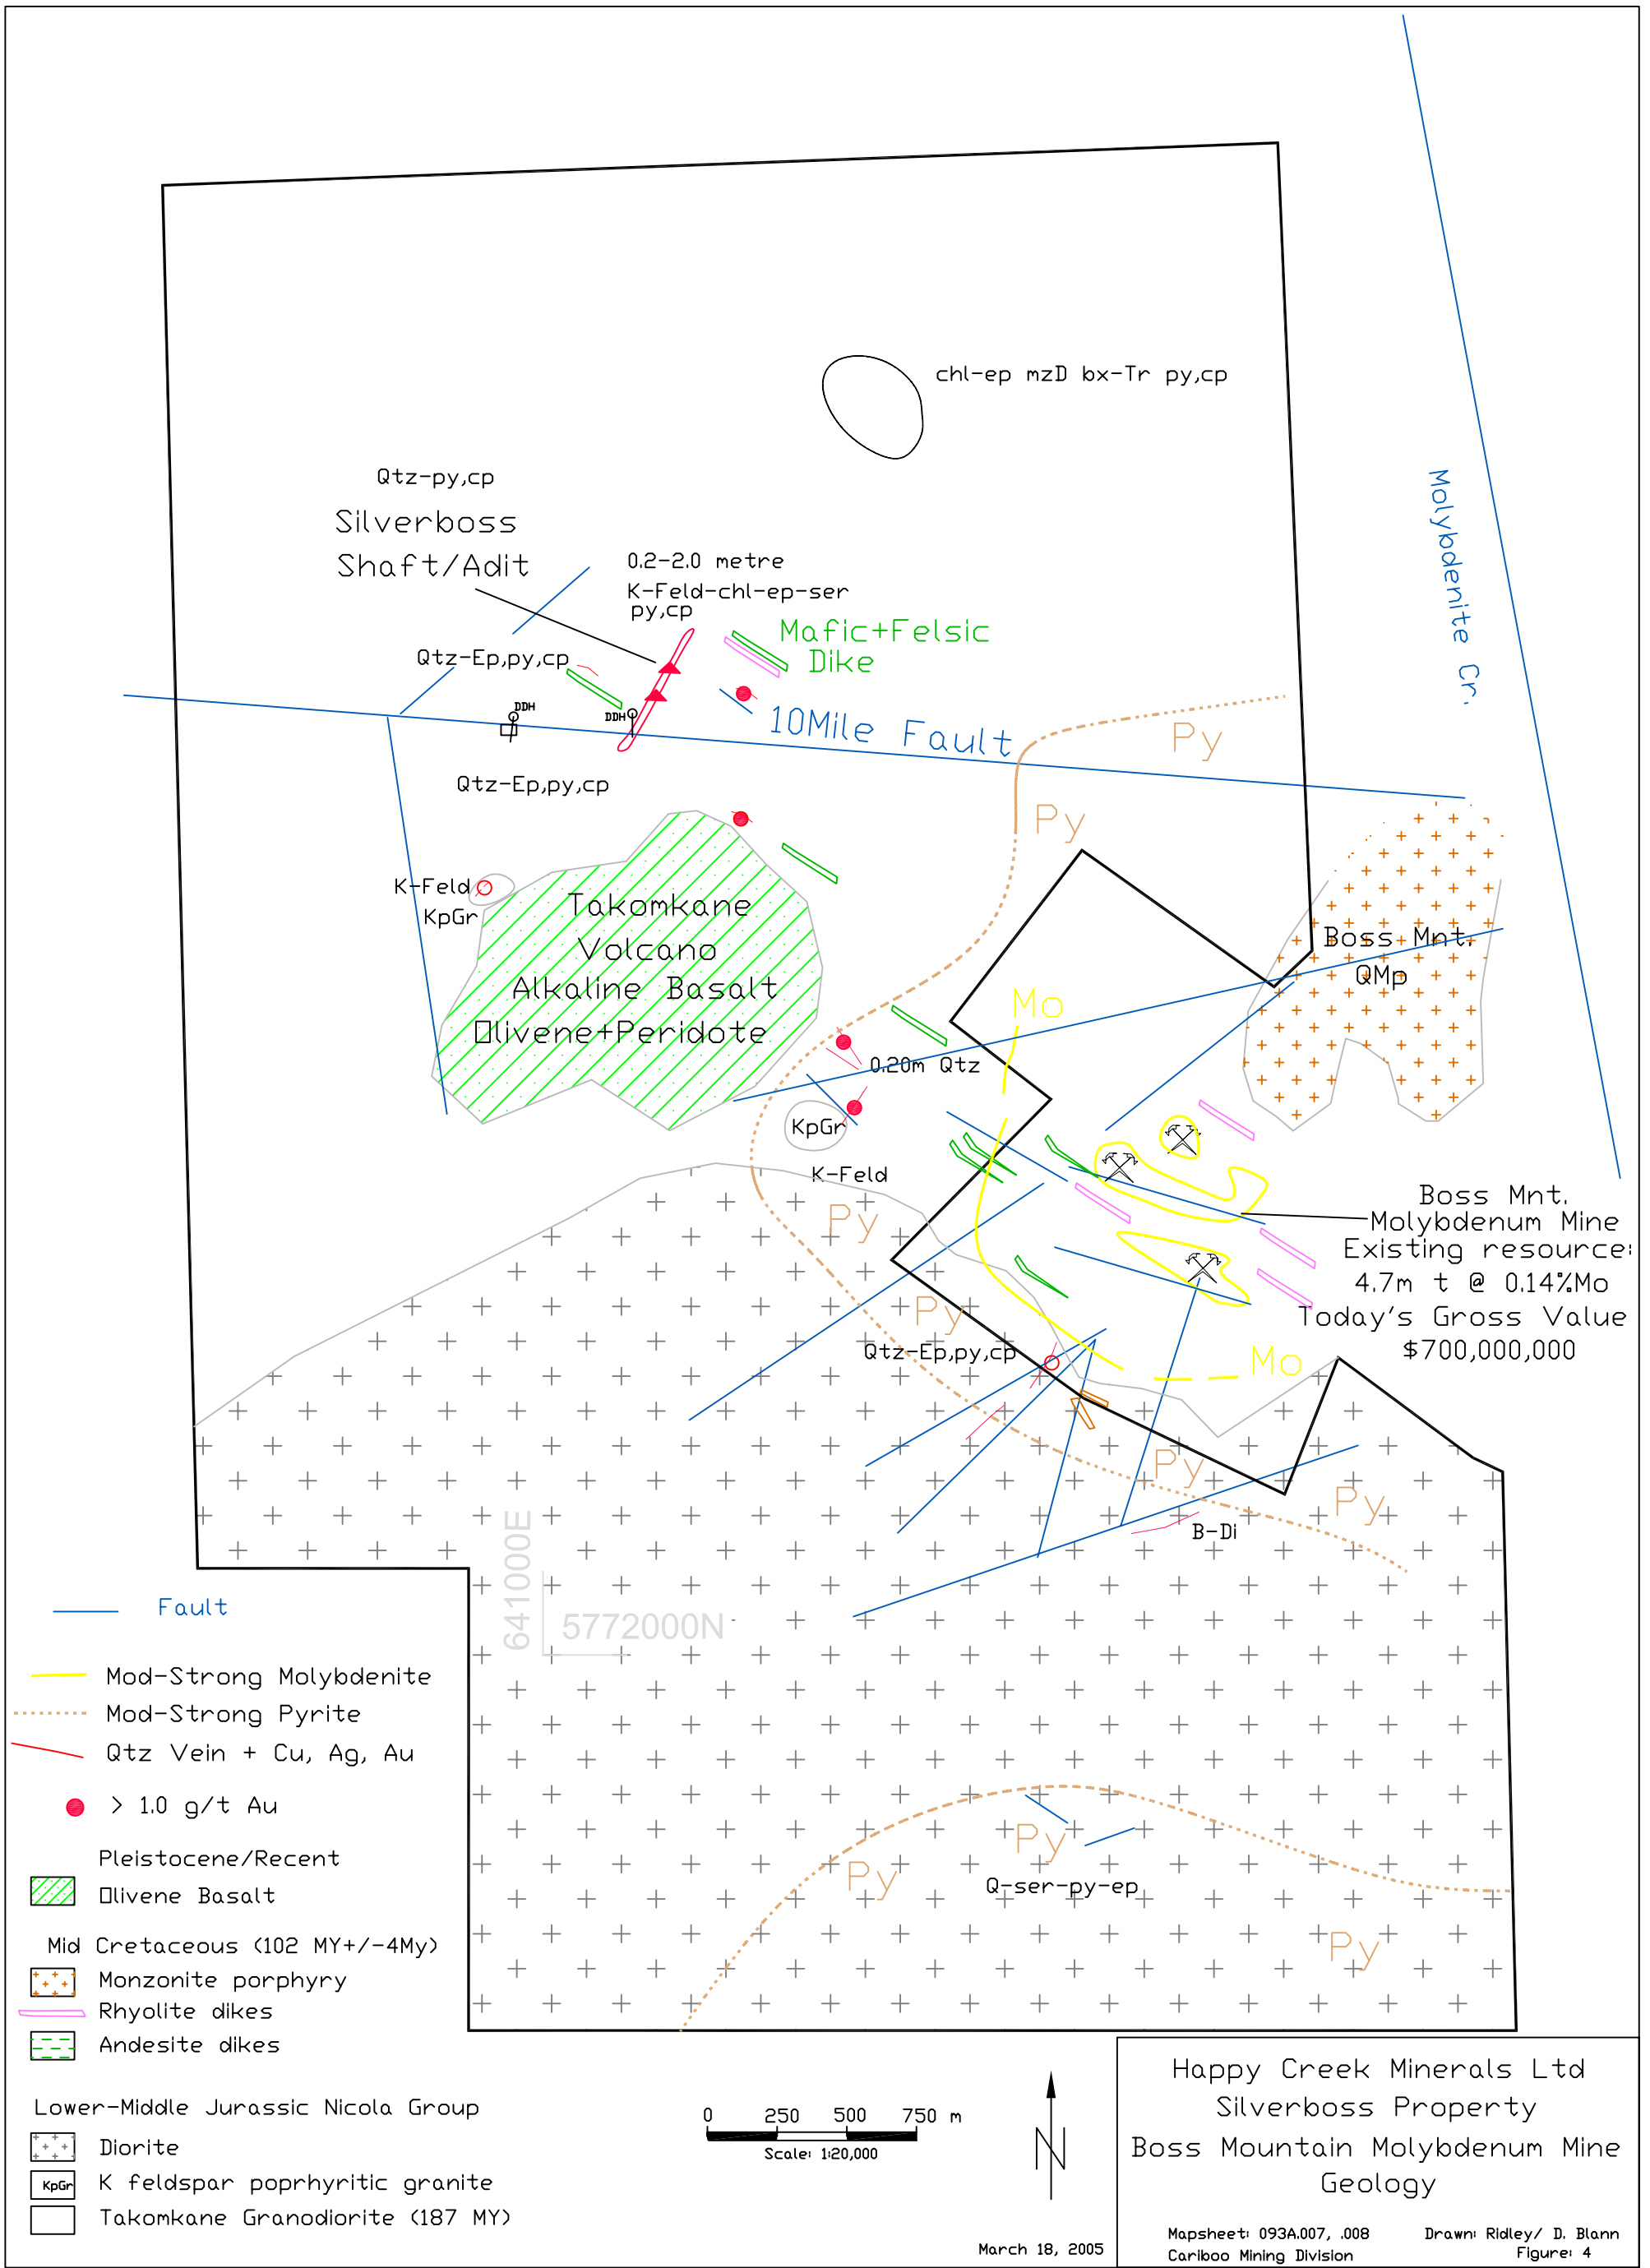 chl-ep mzD bx-Tr py,cp
Molybdenite Cr.
Qtz-py,cp
Silverboss
Shaft/Adit
0.2-2.0 metre
K-Feld-chl-ep-ser
py,cp
Mafic+Felsic
Dike
Qtz-Ep,py,cp
DDH
DDH
10Mile Fault
Py
Qtz-Ep,py,cp
Py
K-Feld
KpGr
Takomkane
Volcano
Alkaline Basalt
▯livene+Peridote
Boss Mnt.
QMp
Mo
0.20m Qtz
KpGr
K-Feld
Py
Boss Mnt.
Molybdenum Mine
Existing resource:
4.7m t @ 0.14%Mo
Today's Gross Value
$700,000,000
Py
Qtz-Ep,py,cp
Mo
Py
Py
B-Di
641000E
5772000N
Fault
Mod-Strong Molybdenite
Mod-Strong Pyrite
Qtz Vein + Cu, Ag, Au
> 1.0 g/t Au
Pleistocene/Recent
▯livene Basalt
Mid Cretaceous (102 MY+/-4My)
Monzonite porphyry
Rhyolite dikes
Andesite dikes
Lower-Middle Jurassic Nicola Group
Diorite
KpGr K feldspar poprhyritic granite
Takomkane Granodiorite (187 MY)
Py
Py
Q-ser-py-ep
Py
0 250 500 750 m
Scale: 1:20,000
N
March 18, 2005
Happy Creek Minerals Ltd
Silverboss Property
Boss Mountain Molybdenum Mine
Geology
Mapsheet: 093A.007, .008 Drawn: Ridley/ D. Blann
Cariboo Mining Division Figure: 4